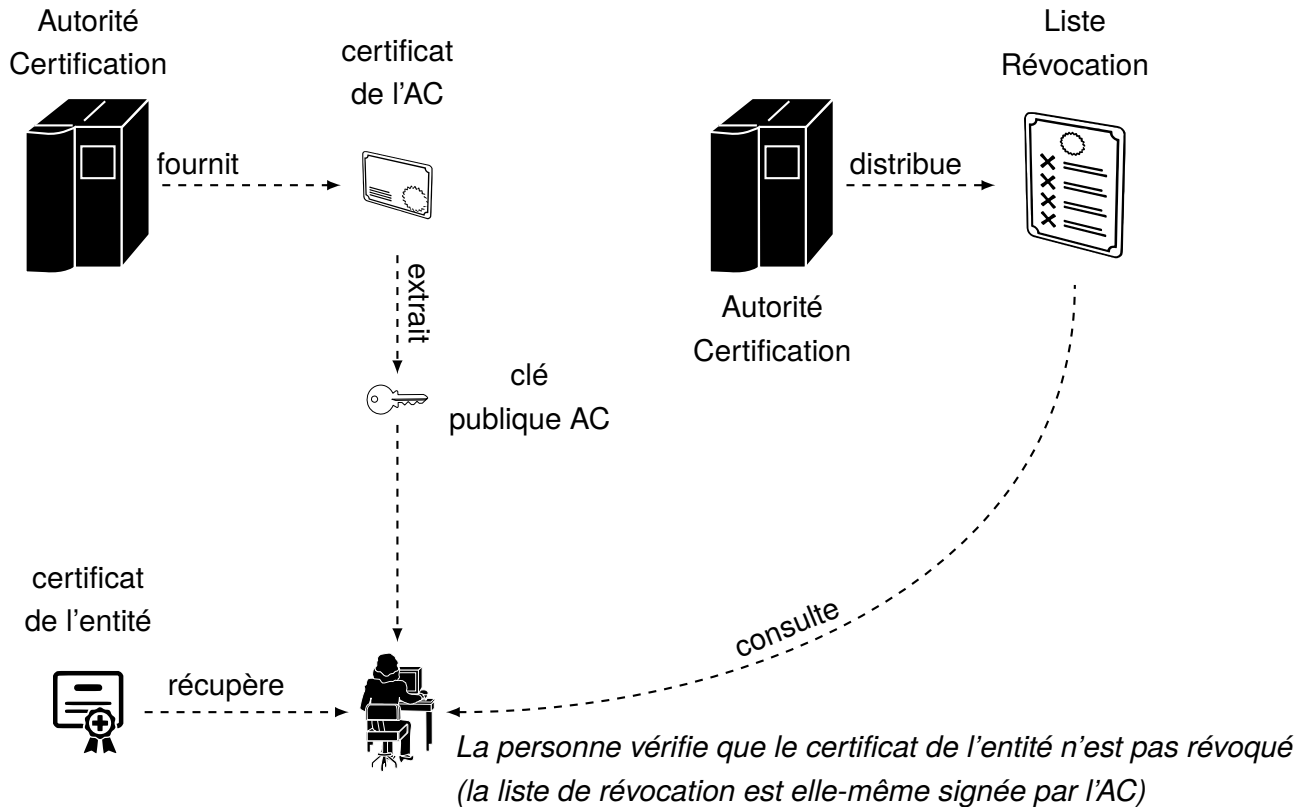 Autorité
Certification
certificat
de l'AC
Liste
Révocation
fournit
distribue
extrait
Autorité
Certification
clé
publique AC
certificat
de l'entité
consulte
récupère
La personne vérifie que le certificat de l'entité n'est pas révoqué
(la liste de révocation est elle-même signée par l'AC)